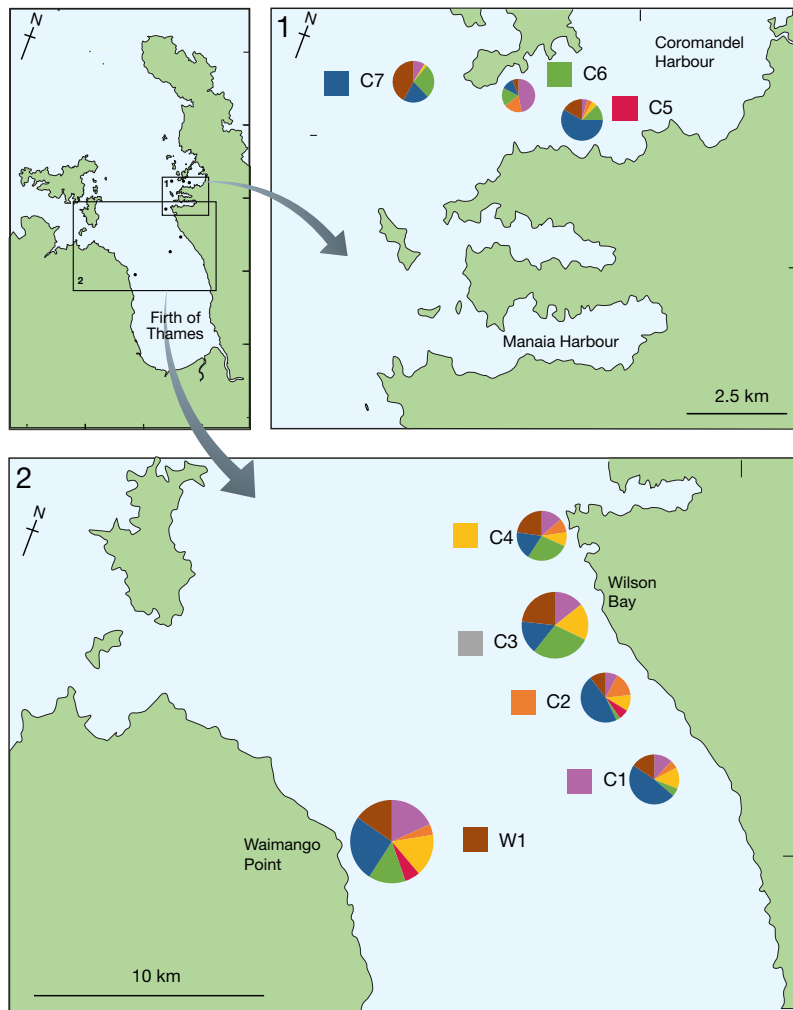 N
1
2
Firth of
Thames
1
N
Coromandel
Harbour
C7
C6
C5
Manaia Harbour
2.5 km
2
N
C4
Wilson
Bay
C3
C2
C1
Waimango
Point
W1
10 km